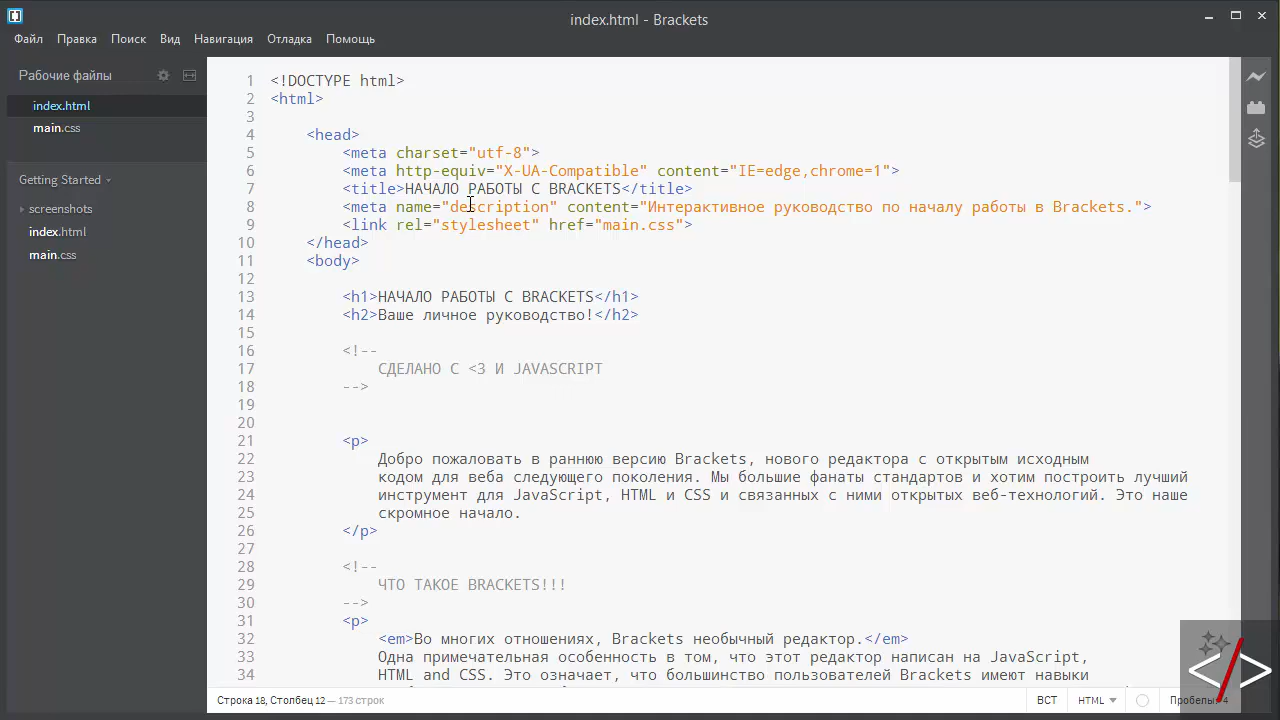 index.html - Brackets
Файл Правка Поиск Вид Навигация Отладка Помощь
Рабочие файлы
index.html
main.css
Getting Started
screenshots
index.html
main.css
1 <!DOCTYPE html>
2 <html>
3
4 <head>
5 <meta charset="utf-8">
6 <meta http-equiv="X-UA-Compatible" content="IE=edge,chrome=1">
7 <title>НАЧАЛО РАБОТЫ С BRACKETS</title>
8 <meta name="description" content="Интерактивное руководство по началу работы в Brackets.">
9 <link rel="stylesheet" href="main.css">
10 </head>
11 <body>
12
13 <h1>НАЧАЛО РАБОТЫ С BRACKETS</h1>
14 <h2>Ваше личное руководство!</h2>
15
16 <!--
17 СДЕЛАНО С <3 И JAVASCRIPT
18 -->
19
20
21 <p>
22 Добро пожаловать в раннюю версию Brackets, нового редактора с открытым исходным
23 кодом для веба следующего поколения. Мы большие фанаты стандартов и хотим построить лучший
24 инструмент для JavaScript, HTML и CSS и связанных с ними открытых веб-технологий. Это наше
25 скромное начало.
26 </p>
27
28 <!--
29 ЧТО ТАКОЕ BRACKETS!!!
30 -->
31 <p>
32 <em>Во многих отношениях, Brackets необычный редактор.</em>
33 Одна примечательная особенность в том, что этот редактор написан на JavaScript,
34 HTML and CSS. Это означает, что большинство пользователей Brackets имеют навыки
Строка 18, Столбец 12 — 173 строк
ВСТ HTML Пробелы: 4